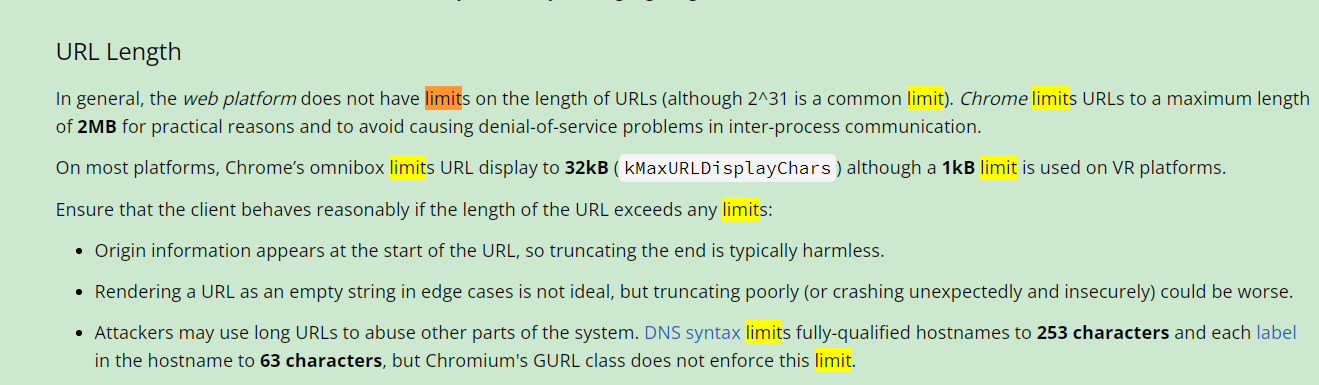 URL Length
In general, the web platform does not have limits on the length of URLs (although 2^31 is a common limit). Chrome limits URLs to a maximum length
of 2MB for practical reasons and to avoid causing denial-of-service problems in inter-process communication.
On most platforms, Chrome’s omnibox limits URL display to 32kB (kMaxURLDisplayChars) although a 1kB limit is used on VR platforms.
Ensure that the client behaves reasonably if the length of the URL exceeds any limits:
• Origin information appears at the start of the URL, so truncating the end is typically harmless.
• Rendering a URL as an empty string in edge cases is not ideal, but truncating poorly (or crashing unexpectedly and insecurely) could be worse.
• Attackers may use long URLs to abuse other parts of the system. DNS syntax limits fully-qualified hostnames to 253 characters and each label
in the hostname to 63 characters, but Chromium's GURL class does not enforce this limit.